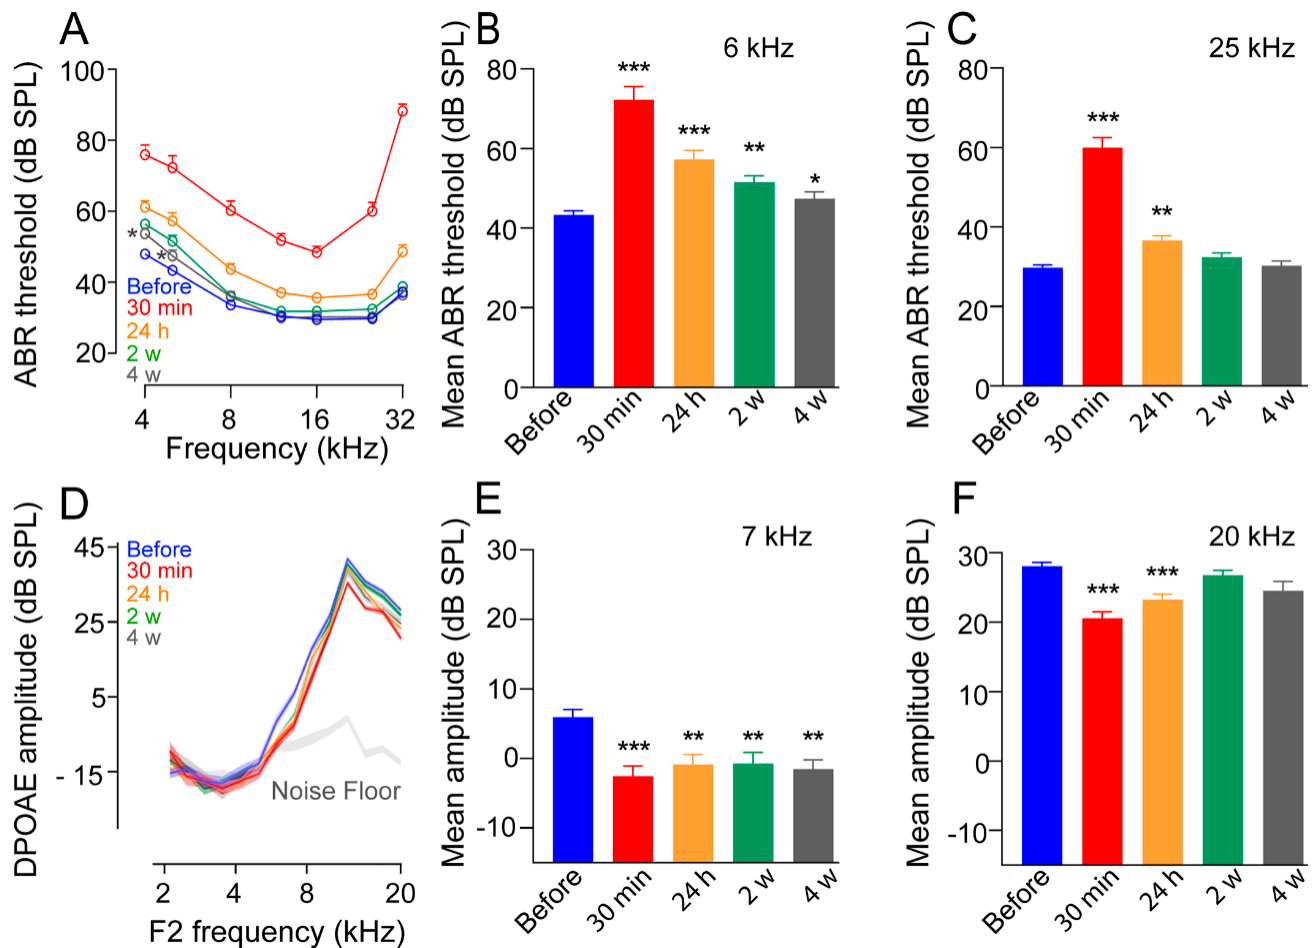 A
ABR threshold (dB SPL)
100
80
60
40
20
*
*
Before
30 min
24 h
2 w
4 w
4
8
16
32
Frequency (kHz)
B
6 kHz
Mean ABR threshold (dB SPL)
80
60
40
20
0
***
***
**
*
Before
30 min
24 h
2 w
4 w
C
25 kHz
Mean ABR threshold (dB SPL)
80
60
40
20
0
***
**
Before
30 min
24 h
2 w
4 w
D
DPOAE amplitude (dB SPL)
45
25
5
- 15
Before
30 min
24 h
2 w
4 w
Noise Floor
2
4
8
20
F2 frequency (kHz)
E
7 kHz
Mean amplitude (dB SPL)
30
20
10
0
-10
***
**
**
**
Before
30 min
24 h
2 w
4 w
F
20 kHz
Mean amplitude (dB SPL)
30
20
10
0
-10
***
***
Before
30 min
24 h
2 w
4 w